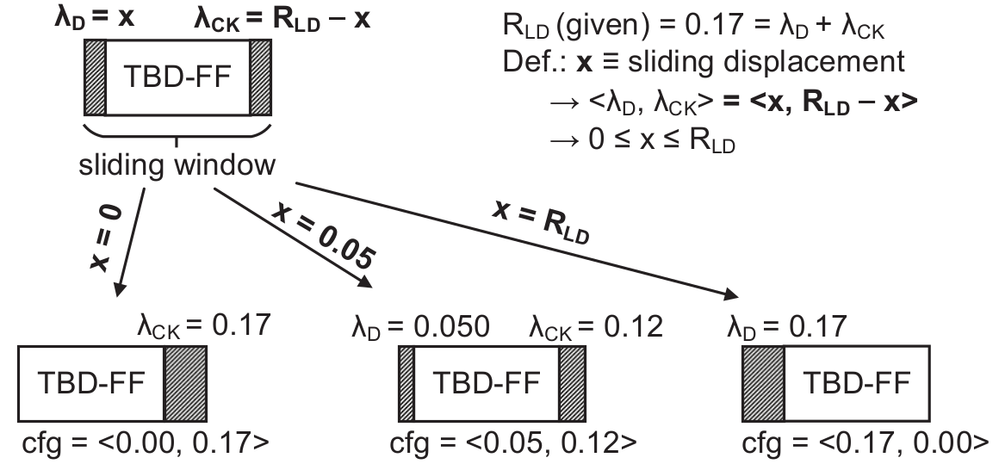 λD = x λCK = RLD – x
TBD-FF
sliding window
RLD (given) = 0.17 = λD + λCK
Def.: x ≡ sliding displacement
→ <λD, λCK> = <x, RLD – x>
→ 0 ≤ x ≤ RLD
x = 0
x = 0.05
x = RLD
λCK = 0.17
TBD-FF
cfg = <0.00, 0.17>
λD = 0.050 λCK = 0.12
TBD-FF
cfg = <0.05, 0.12>
λD = 0.17
TBD-FF
cfg = <0.17, 0.00>